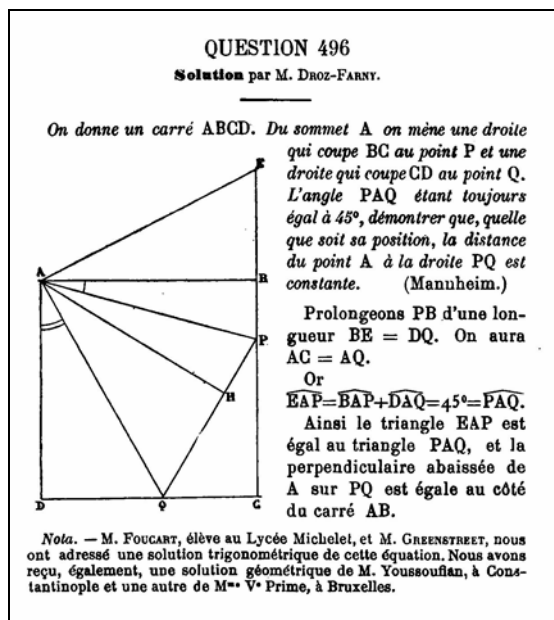 QUESTION 496
Solution par M. DROZ-FARNY.
On donne un carré ABCD. Du sommet A on mène une droite
qui coupe BC au point P et une
droite qui coupe CD au point Q.
L'angle PAQ étant toujours
égal à 45°, démontrer que, quelle
que soit sa position, la distance
du point A à la droite PQ est
constante. (Mannheim.)
Prolongeons PB d'une lon-
gueur BE = DQ. On aura
AC = AQ.
Or
EAP=BAP+DAQ=45°=PAQ.
Ainsi le triangle EAP est
égal au triangle PAQ, et la
perpendiculaire abaissée de
A sur PQ est égale au côté
du carré AB.
E
A
B
P
H
D
Q
C
Nota. — M. FOUCART, élève au Lycée Michelet, et M. GREENSTREET, nous
ont adressé une solution trigonométrique de cette équation. Nous avons
reçu, également, une solution géométrique de M. Youssoufian, à Cons-
tantinople et une autre de Mme Ve Prime, à Bruxelles.